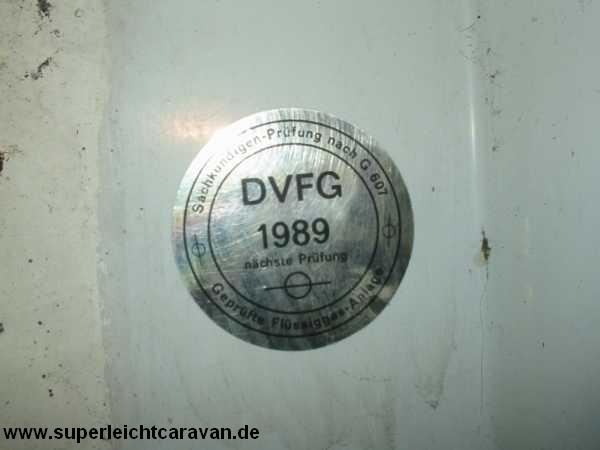 Sachkundigen-Prüfung nach G 607
DVFG
1989
nächste Prüfung
Geprüfte Flüssiggas-Anlage
www.superleichtcaravan.de